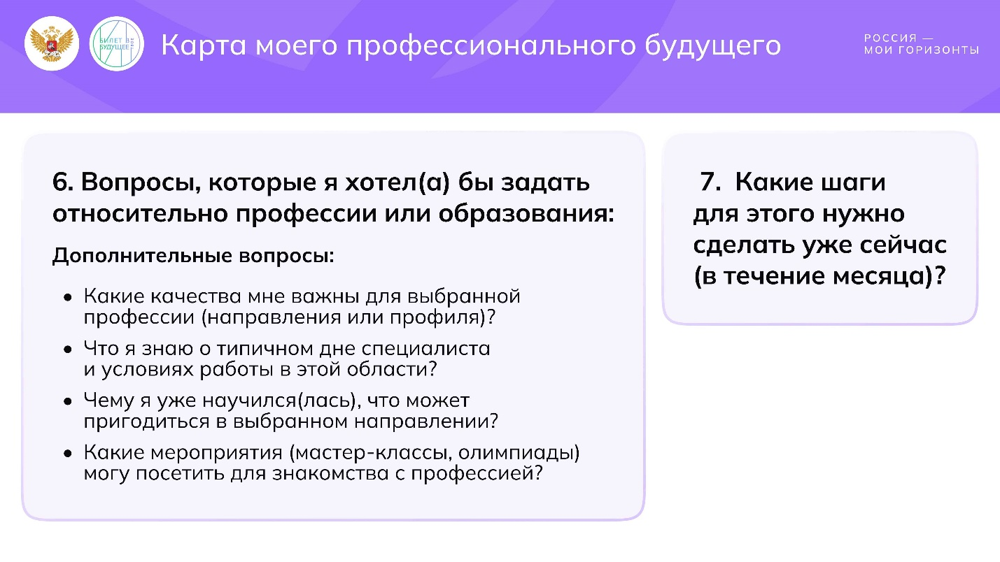 БИЛЕТ В
БУДУЩЕЕ
ТВОЕ
Карта моего профессионального будущего
РОССИЯ —
МОИ ГОРИЗОНТЫ
6. Вопросы, которые я хотел(а) бы задать
относительно профессии или образования:
Дополнительные вопросы:
• Какие качества мне важны для выбранной
профессии (направления или профиля)?
• Что я знаю о типичном дне специалиста
и условиях работы в этой области?
• Чему я уже научился(лась), что может
пригодиться в выбранном направлении?
• Какие мероприятия (мастер-классы, олимпиады)
могу посетить для знакомства с профессией?
7. Какие шаги
для этого нужно
сделать уже сейчас
(в течение месяца)?